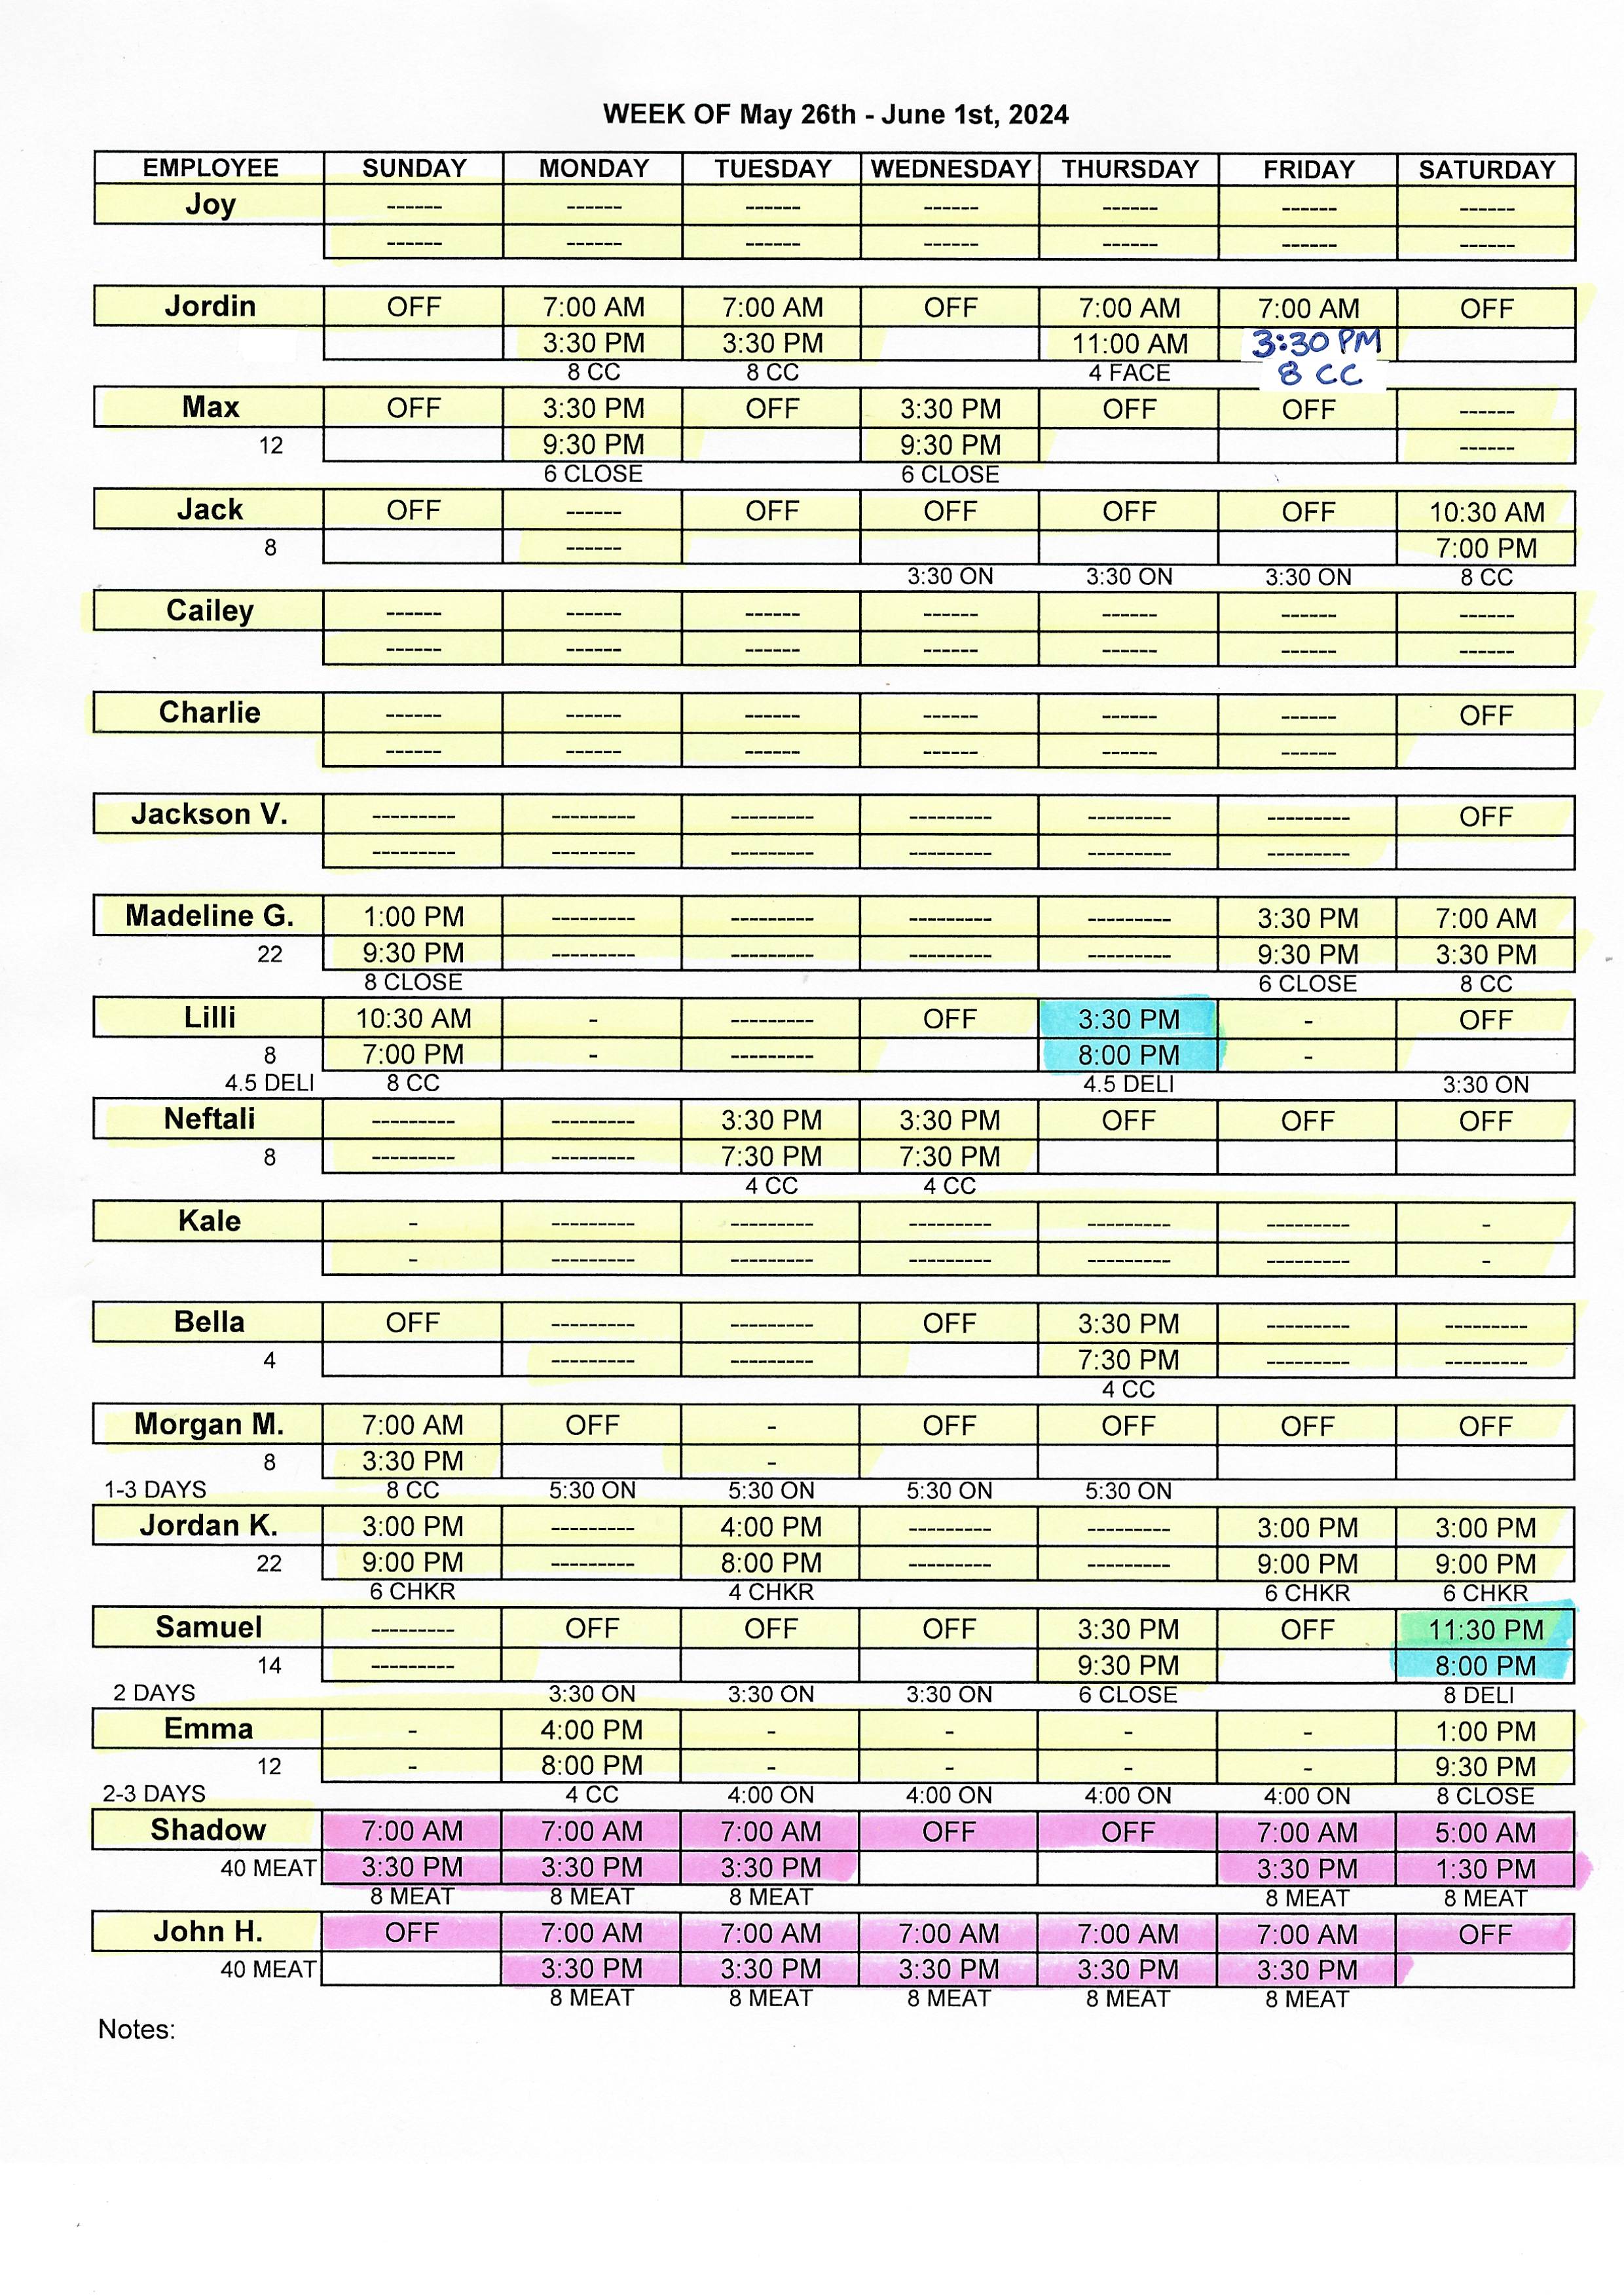 WEEK OF May 26th - June 1st, 2024
EMPLOYEE SUNDAY MONDAY TUESDAY WEDNESDAY THURSDAY FRIDAY SATURDAY
Joy ------ ------ ------ ------ ------ ------ ------
------ ------ ------ ------ ------ ------ ------
Jordin OFF 7:00 AM 7:00 AM OFF 7:00 AM 7:00 AM OFF
3:30 PM 3:30 PM 11:00 AM 3:30 PM
8 CC 8 CC 4 FACE 8 CC
Max OFF 3:30 PM OFF 3:30 PM OFF OFF ------
12 9:30 PM 9:30 PM ------
6 CLOSE 6 CLOSE
Jack OFF ------ OFF OFF OFF OFF 10:30 AM
8 ------ 7:00 PM
3:30 ON 3:30 ON 3:30 ON 8 CC
Cailey ------ ------ ------ ------ ------ ------ ------
------ ------ ------ ------ ------ ------ ------
Charlie ------ ------ ------ ------ ------ ------ OFF
------ ------ ------ ------ ------ ------
Jackson V. --------- --------- --------- --------- --------- --------- OFF
--------- --------- --------- --------- --------- ---------
Madeline G. 1:00 PM --------- --------- --------- --------- 3:30 PM 7:00 AM
22 9:30 PM --------- --------- --------- --------- 9:30 PM 3:30 PM
8 CLOSE 6 CLOSE 8 CC
Lilli 10:30 AM - --------- OFF 3:30 PM - OFF
8 7:00 PM - --------- 8:00 PM -
4.5 DELI 8 CC 4.5 DELI 3:30 ON
Neftali --------- --------- 3:30 PM 3:30 PM OFF OFF OFF
8 --------- --------- 7:30 PM 7:30 PM
4 CC 4 CC
Kale - --------- --------- --------- --------- --------- -
- --------- --------- --------- --------- --------- -
Bella OFF --------- --------- OFF 3:30 PM --------- ---------
4 --------- --------- 7:30 PM --------- ---------
4 CC
Morgan M. 7:00 AM OFF - OFF OFF OFF OFF
8 3:30 PM -
1-3 DAYS 8 CC 5:30 ON 5:30 ON 5:30 ON 5:30 ON
Jordan K. 3:00 PM --------- 4:00 PM --------- --------- 3:00 PM 3:00 PM
22 9:00 PM --------- 8:00 PM --------- --------- 9:00 PM 9:00 PM
6 CHKR 4 CHKR 6 CHKR 6 CHKR
Samuel --------- OFF OFF OFF 3:30 PM OFF 11:30 PM
14 --------- 9:30 PM 8:00 PM
2 DAYS 3:30 ON 3:30 ON 3:30 ON 6 CLOSE 8 DELI
Emma - 4:00 PM - - - - 1:00 PM
12 - 8:00 PM - - - - 9:30 PM
2-3 DAYS 4 CC 4:00 ON 4:00 ON 4:00 ON 4:00 ON 8 CLOSE
Shadow 7:00 AM 7:00 AM 7:00 AM OFF OFF 7:00 AM 5:00 AM
40 MEAT 3:30 PM 3:30 PM 3:30 PM 3:30 PM 1:30 PM
8 MEAT 8 MEAT 8 MEAT 8 MEAT 8 MEAT
John H. OFF 7:00 AM 7:00 AM 7:00 AM 7:00 AM 7:00 AM OFF
40 MEAT 3:30 PM 3:30 PM 3:30 PM 3:30 PM 3:30 PM
8 MEAT 8 MEAT 8 MEAT 8 MEAT 8 MEAT
Notes: